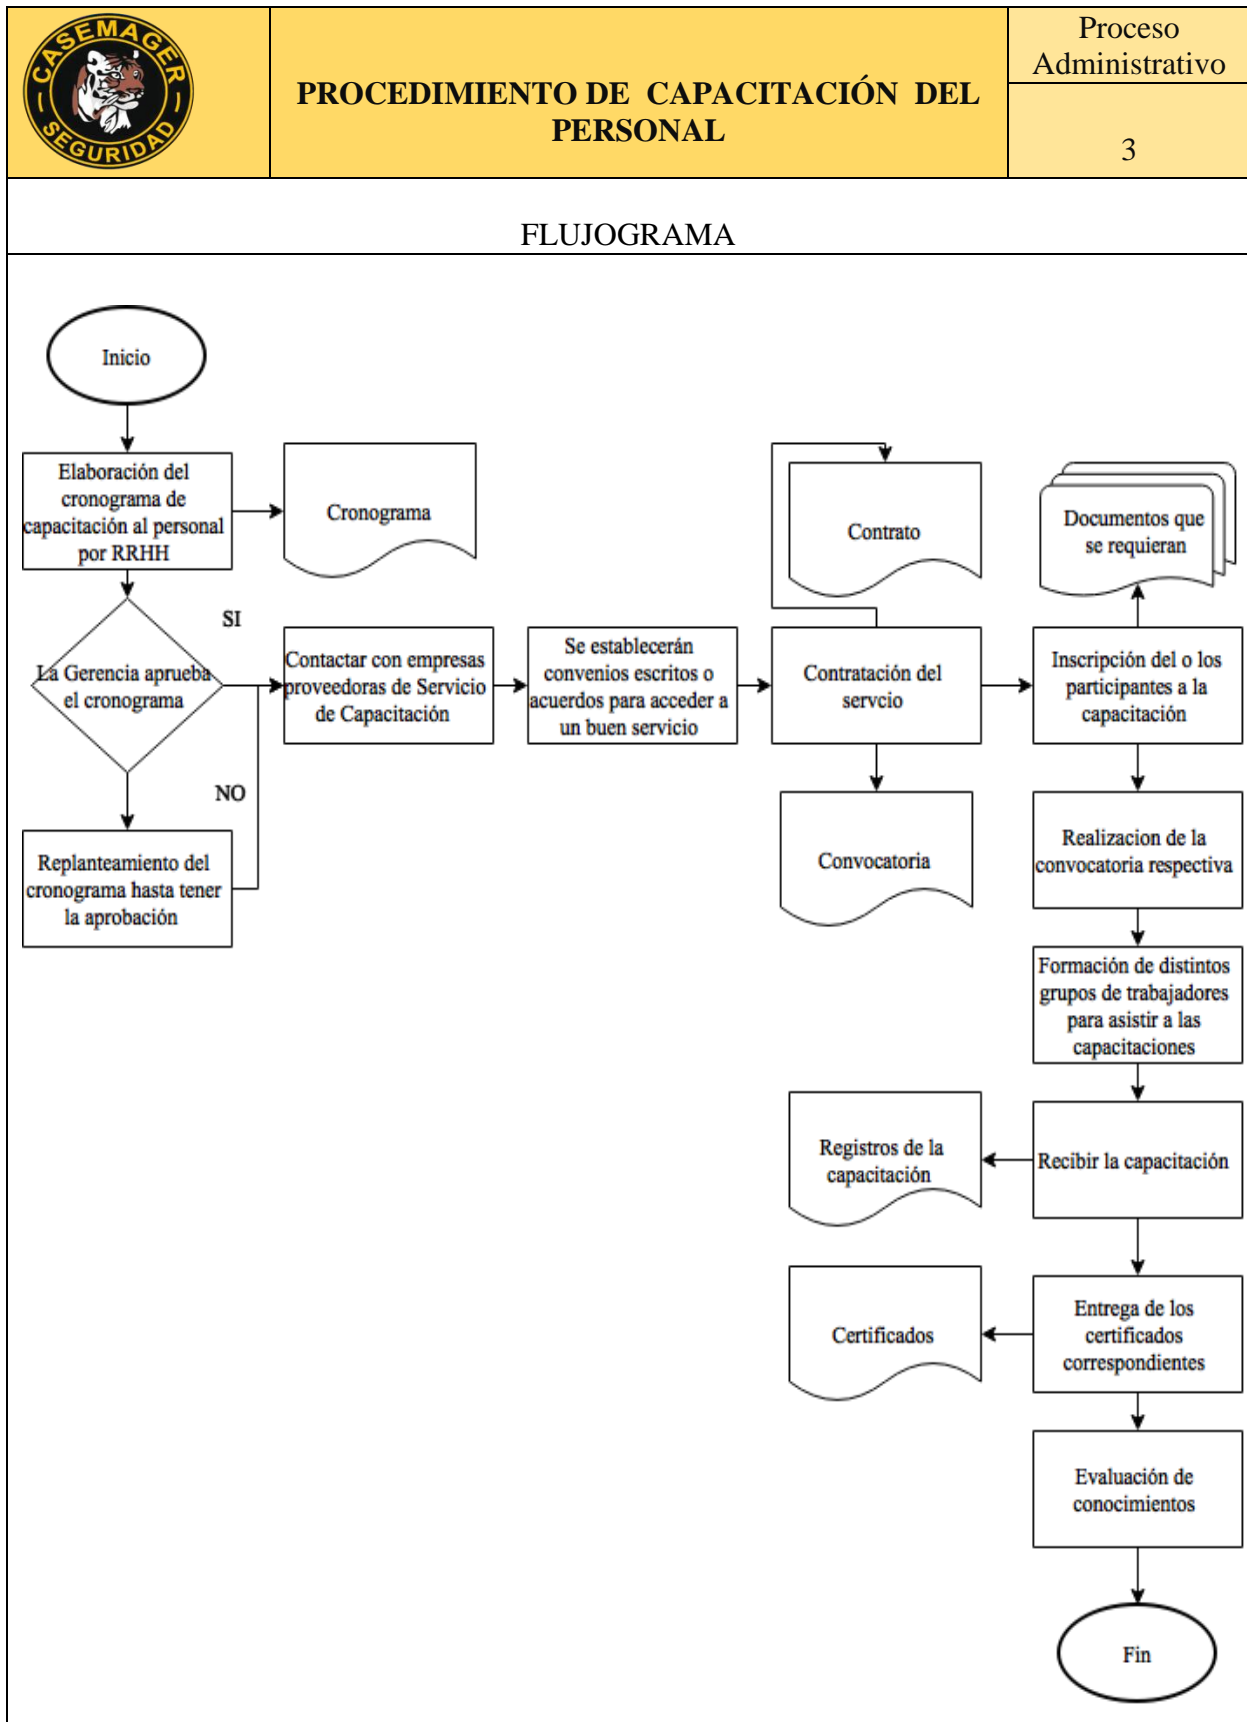 CASEMAGER
SEGURIDAD
PROCEDIMIENTO DE CAPACITACIÓN DEL
PERSONAL
Proceso
Administrativo
3
FLUJOGRAMA
Inicio
Elaboración del
cronograma de
capacitación al personal
por RRHH
Cronograma
La Gerencia aprueba
el cronograma
SI
NO
Replanteamiento del
cronograma hasta tener
la aprobación
Contactar con empresas
proveedoras de Servicio
de Capacitación
Se establecerán
convenios escritos o
acuerdos para acceder a
un buen servicio
Contrato
Contratación del
servcio
Convocatoria
Documentos que
se requieran
Inscripción del o los
participantes a la
capacitación
Realizacion de la
convocatoria respectiva
Formación de distintos
grupos de trabajadores
para asistir a las
capacitaciones
Registros de la
capacitación
Recibir la capacitación
Certificados
Entrega de los
certificados
correspondientes
Evaluación de
conocimientos
Fin